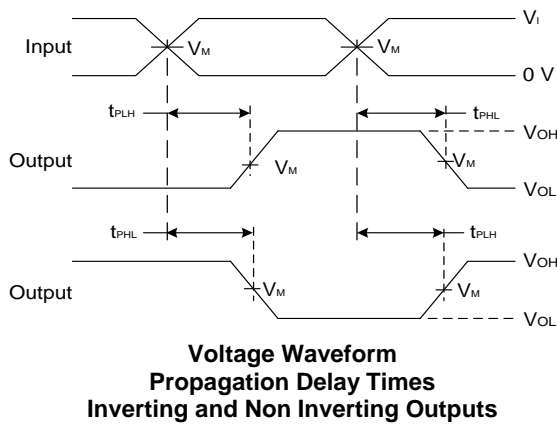 VI
Input VM VM
0 V
tPLH tPHL
VOH
Output VM VM
VOL
tPHL tPLH
VOH
Output VM VM
VOL
Voltage Waveform
Propagation Delay Times
Inverting and Non Inverting Outputs